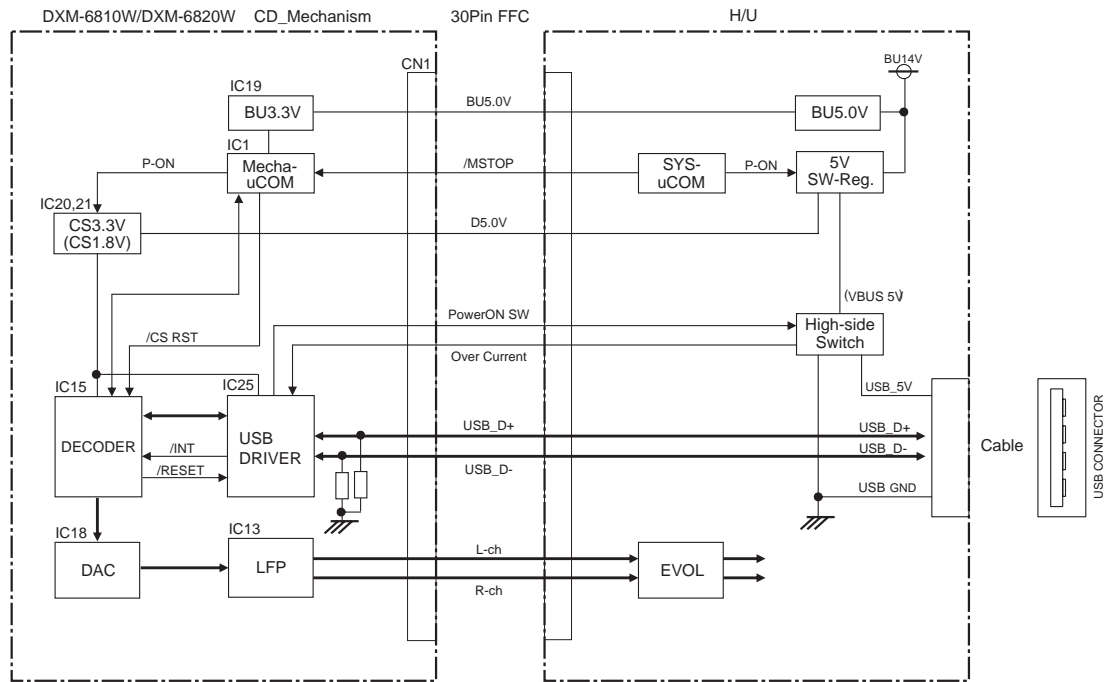 DXM-6810W/DXM-6820W CD_Mechanism
30Pin FFC
H/U
CN1
BU14V
IC19
BU3.3V
BU5.0V
BU5.0V
IC1
Mecha-
uCOM
P-ON
/MSTOP
SYS-
uCOM
P-ON
5V
SW-Reg.
IC20,21
CS3.3V
(CS1.8V)
D5.0V
(VBUS 5V)
PowerON SW
High-side
Switch
/CS RST
Over Current
IC15
IC25
USB_5V
DECODER
USB
DRIVER
/INT
/RESET
USB_D+
USB_D-
USB_D+
USB_D-
Cable
USB CONNECTOR
USB GND
IC18
DAC
IC13
LFP
L-ch
R-ch
EVOL